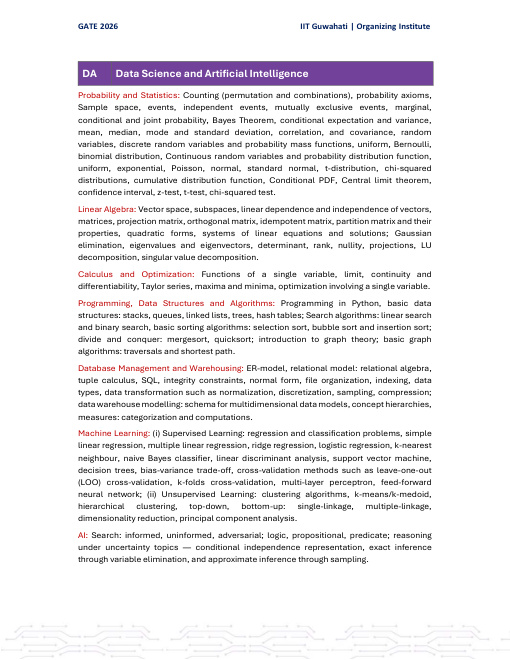 GATE 2026
IIT Guwahati | Organizing Institute
DA Data Science and Artificial Intelligence
Probability and Statistics: Counting (permutation and combinations), probability axioms,
Sample space, events, independent events, mutually exclusive events, marginal,
conditional and joint probability, Bayes Theorem, conditional expectation and variance,
mean, median, mode and standard deviation, correlation, and covariance, random
variables, discrete random variables and probability mass functions, uniform, Bernoulli,
binomial distribution, Continuous random variables and probability distribution function,
uniform, exponential, Poisson, normal, standard normal, t-distribution, chi-squared
distributions, cumulative distribution function, Conditional PDF, Central limit theorem,
confidence interval, z-test, t-test, chi-squared test.
Linear Algebra: Vector space, subspaces, linear dependence and independence of vectors,
matrices, projection matrix, orthogonal matrix, idempotent matrix, partition matrix and their
properties, quadratic forms, systems of linear equations and solutions; Gaussian
elimination, eigenvalues and eigenvectors, determinant, rank, nullity, projections, LU
decomposition, singular value decomposition.
Calculus and Optimization: Functions of a single variable, limit, continuity and
differentiability, Taylor series, maxima and minima, optimization involving a single variable.
Programming, Data Structures and Algorithms: Programming in Python, basic data
structures: stacks, queues, linked lists, trees, hash tables; Search algorithms: linear search
and binary search, basic sorting algorithms: selection sort, bubble sort and insertion sort;
divide and conquer: mergesort, quicksort; introduction to graph theory; basic graph
algorithms: traversals and shortest path.
Database Management and Warehousing: ER-model, relational model: relational algebra,
tuple calculus, SQL, integrity constraints, normal form, file organization, indexing, data
types, data transformation such as normalization, discretization, sampling, compression;
data warehouse modelling: schema for multidimensional data models, concept hierarchies,
measures: categorization and computations.
Machine Learning: (i) Supervised Learning: regression and classification problems, simple
linear regression, multiple linear regression, ridge regression, logistic regression, k-nearest
neighbour, naive Bayes classifier, linear discriminant analysis, support vector machine,
decision trees, bias-variance trade-off, cross-validation methods such as leave-one-out
(LOO) cross-validation, k-folds cross-validation, multi-layer perceptron, feed-forward
neural network; (ii) Unsupervised Learning: clustering algorithms, k-means/k-medoid,
hierarchical clustering, top-down, bottom-up: single-linkage, multiple-linkage,
dimensionality reduction, principal component analysis.
AI: Search: informed, uninformed, adversarial; logic, propositional, predicate; reasoning
under uncertainty topics — conditional independence representation, exact inference
through variable elimination, and approximate inference through sampling.